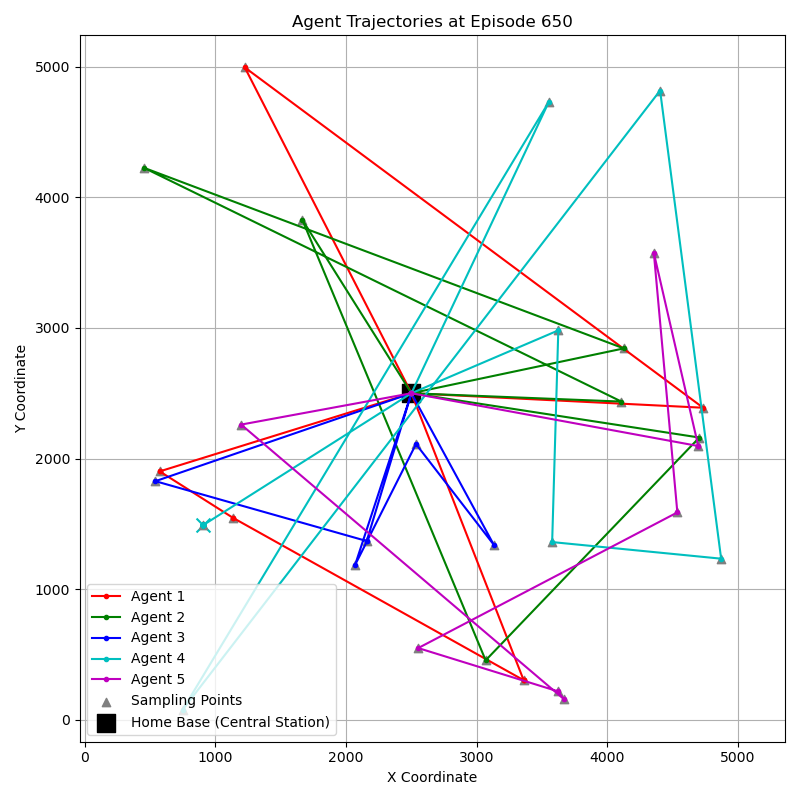 Agent Trajectories at Episode 650
Y Coordinate
5000
4000
3000
2000
1000
0
Agent 1
Agent 2
Agent 3
Agent 4
Agent 5
Sampling Points
Home Base (Central Station)
0 1000 2000 3000 4000 5000
X Coordinate